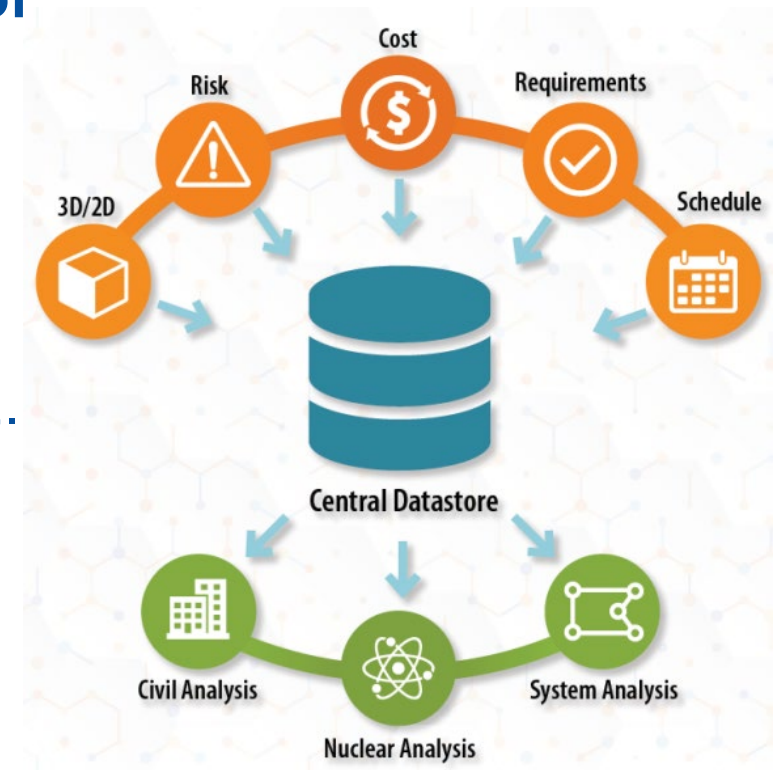 Cost
Risk
Requirements
3D/2D
Schedule
$
Central Datastore
Civil Analysis
System Analysis
Nuclear Analysis